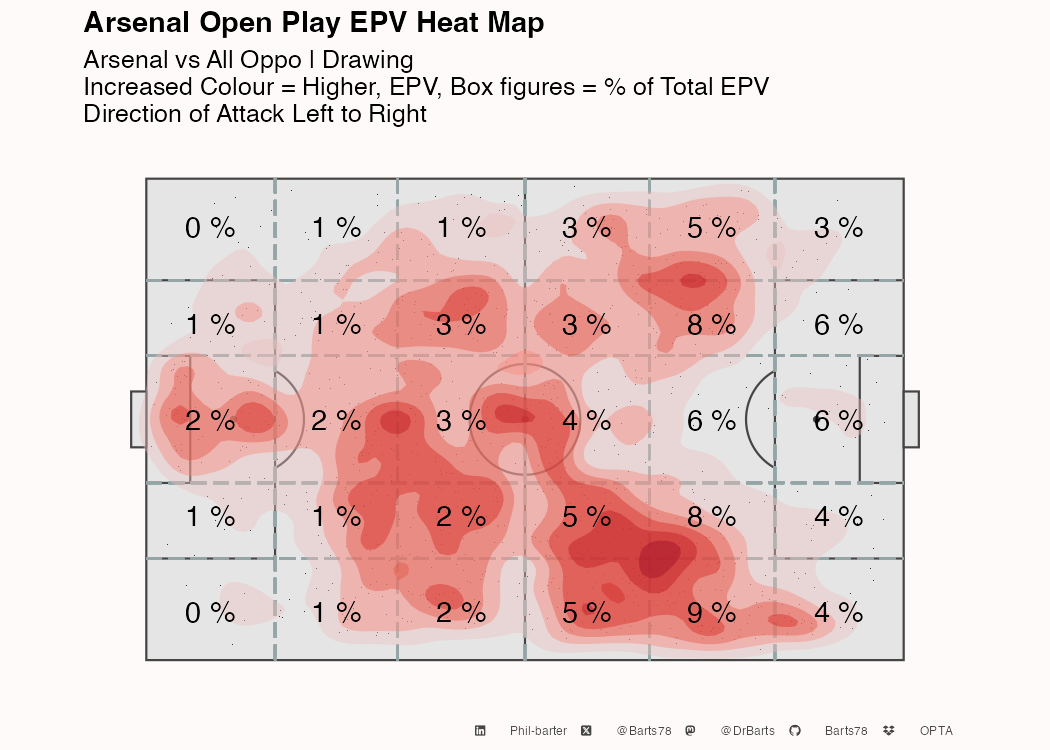 Arsenal Open Play EPV Heat Map
Arsenal vs All Oppo | Drawing
Increased Colour = Higher, EPV, Box figures = % of Total EPV
Direction of Attack Left to Right
0 % 1 % 1 % 3 % 5 % 3 %
1 % 1 % 3 % 3 % 8 % 6 %
2 % 2 % 3 % 4 % 6 % 6 %
1 % 1 % 2 % 5 % 8 % 4 %
0 % 1 % 2 % 5 % 9 % 4 %
Phil-barter @Barts78 @DrBarts Barts78 OPTA